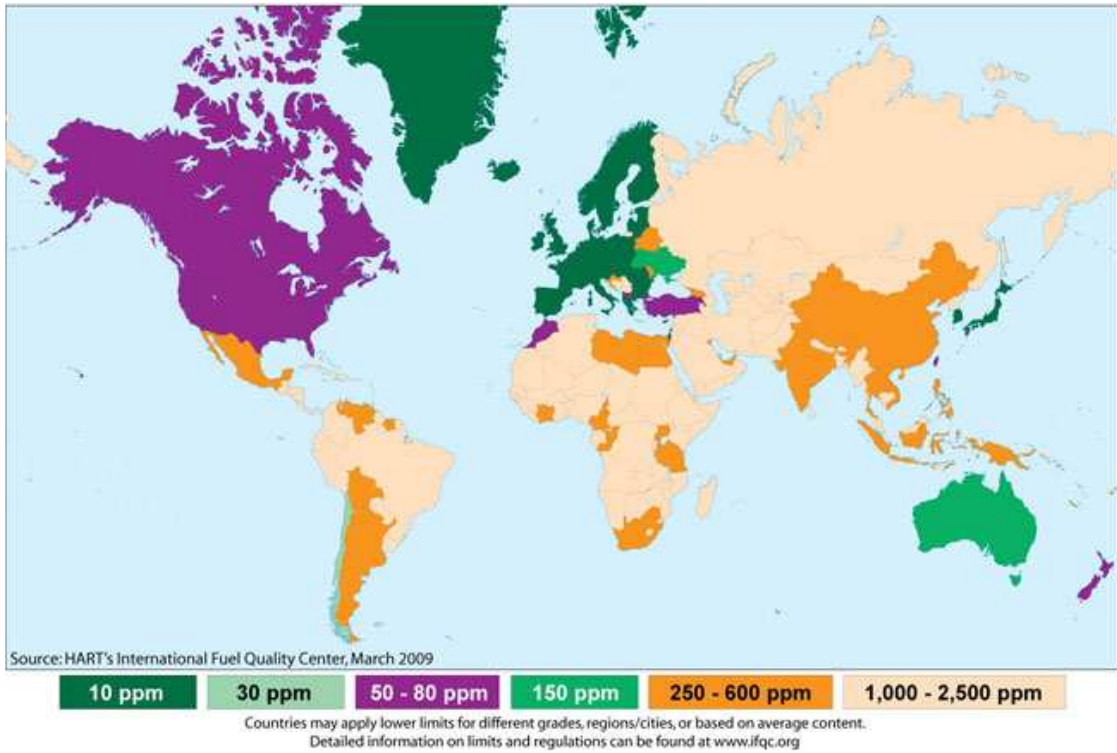 Source: HART's International Fuel Quality Center, March 2009
10 ppm
30 ppm
50 - 80 ppm
150 ppm
250 - 600 ppm
1,000 - 2,500 ppm
Countries may apply lower limits for different grades, regions/cities, or based on average content.
Detailed information on limits and regulations can be found at www.ifqc.org